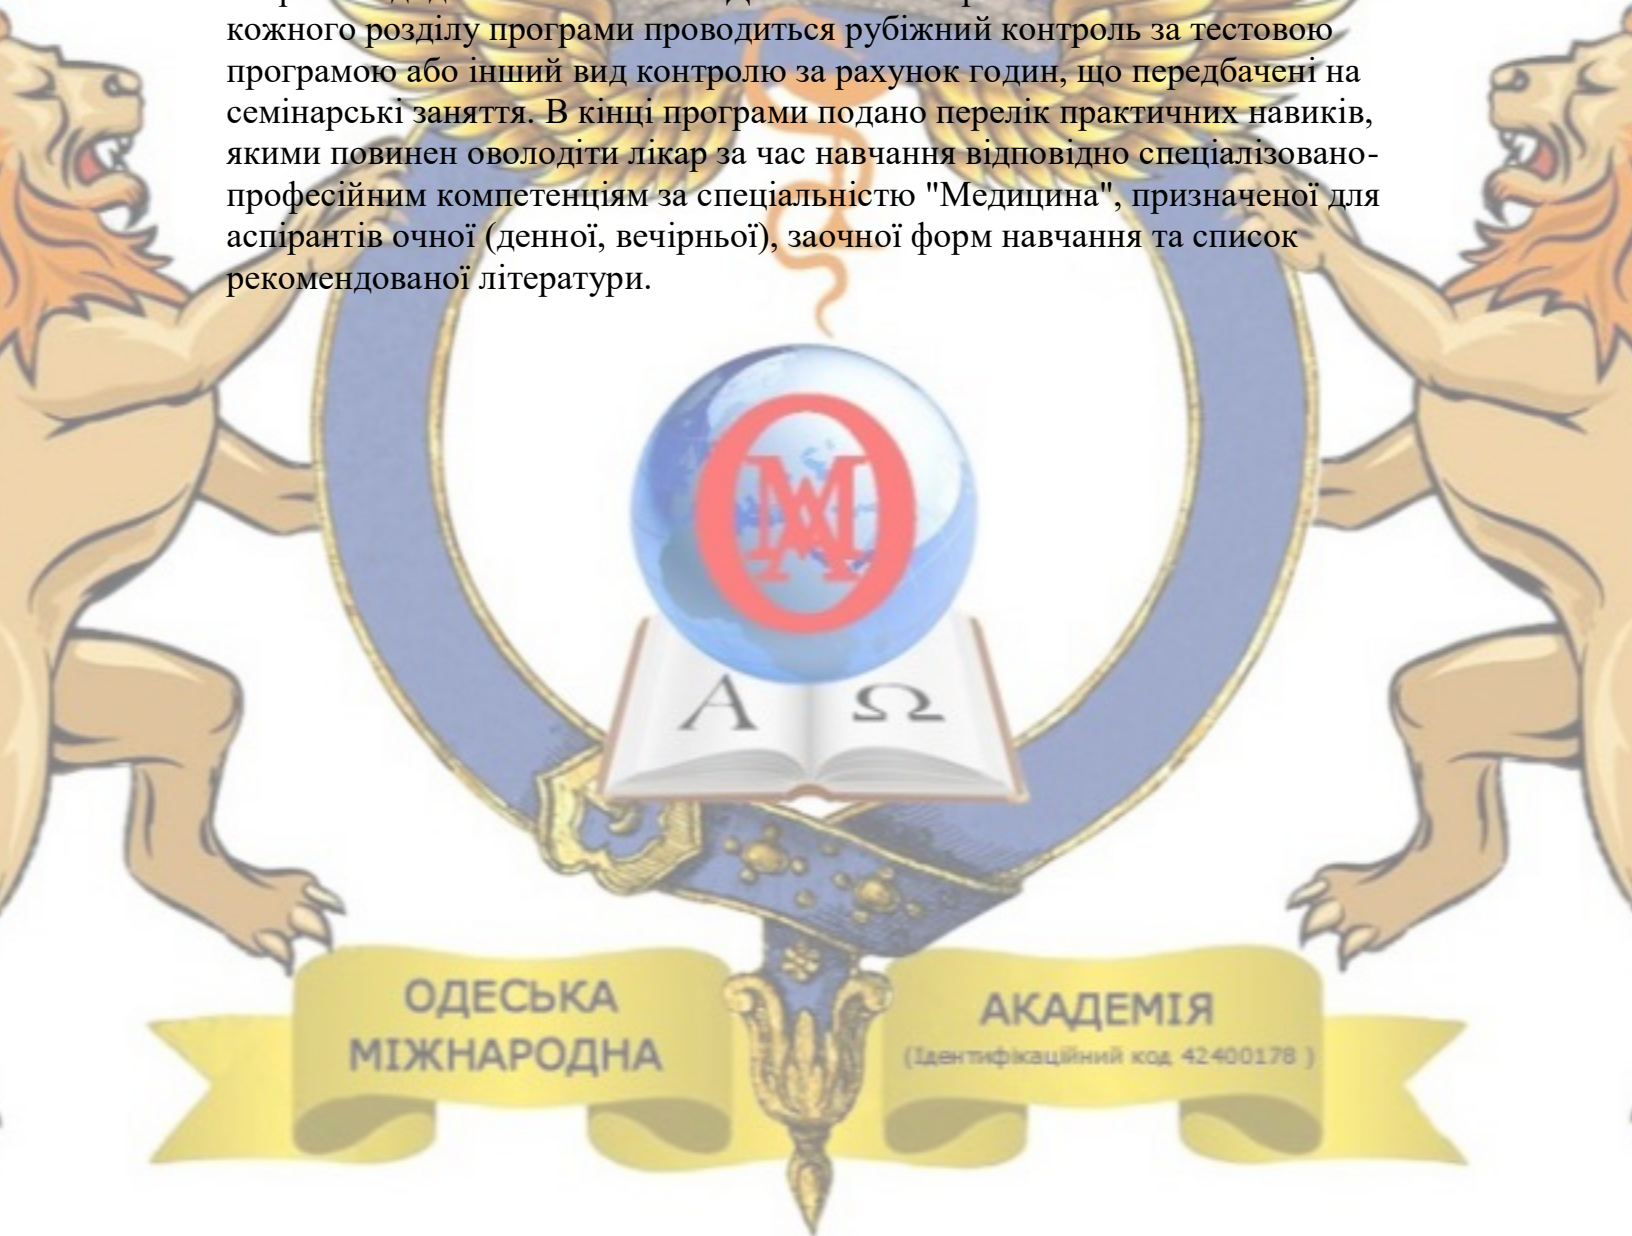 кожного розділу програми проводиться рубіжний контроль за тестовою
програмою або інший вид контролю за рахунок годин, що передбачені на
семінарські заняття. В кінці програми подано перелік практичних навиків,
якими повинен оволодіти лікар за час навчання відповідно спеціалізовано-
професійним компетенціям за спеціальністю "Медицина", призначеної для
аспірантів очної (денної, вечірньої), заочної форм навчання та список
рекомендованої літератури.
ОМА
Α Ω
ОДЕСЬКА
МІЖНАРОДНА
АКАДЕМІЯ
(Ідентифікаційний код 42400178 )